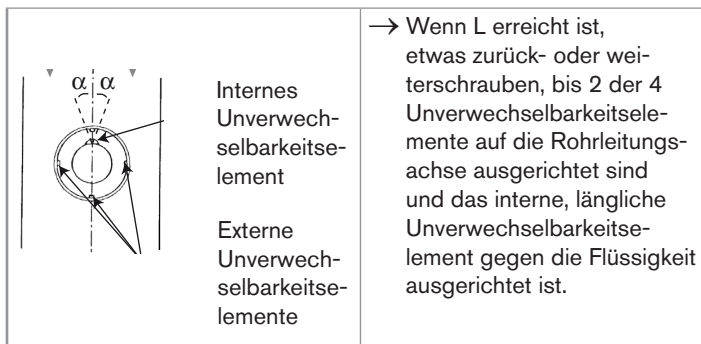 α α
Internes
Unverwech-
selbarkeitse-
lement
Externe
Unverwech-
selbarkeitse-
lemente
→ Wenn L erreicht ist,
etwas zurück- oder wei-
terschrauben, bis 2 der 4
Unverwechselbarkeitsele-
mente auf die Rohrleitungs-
achse ausgerichtet sind
und das interne, längliche
Unverwechselbarkeitse-
lement gegen die Flüssigkeit
ausgerichtet ist.